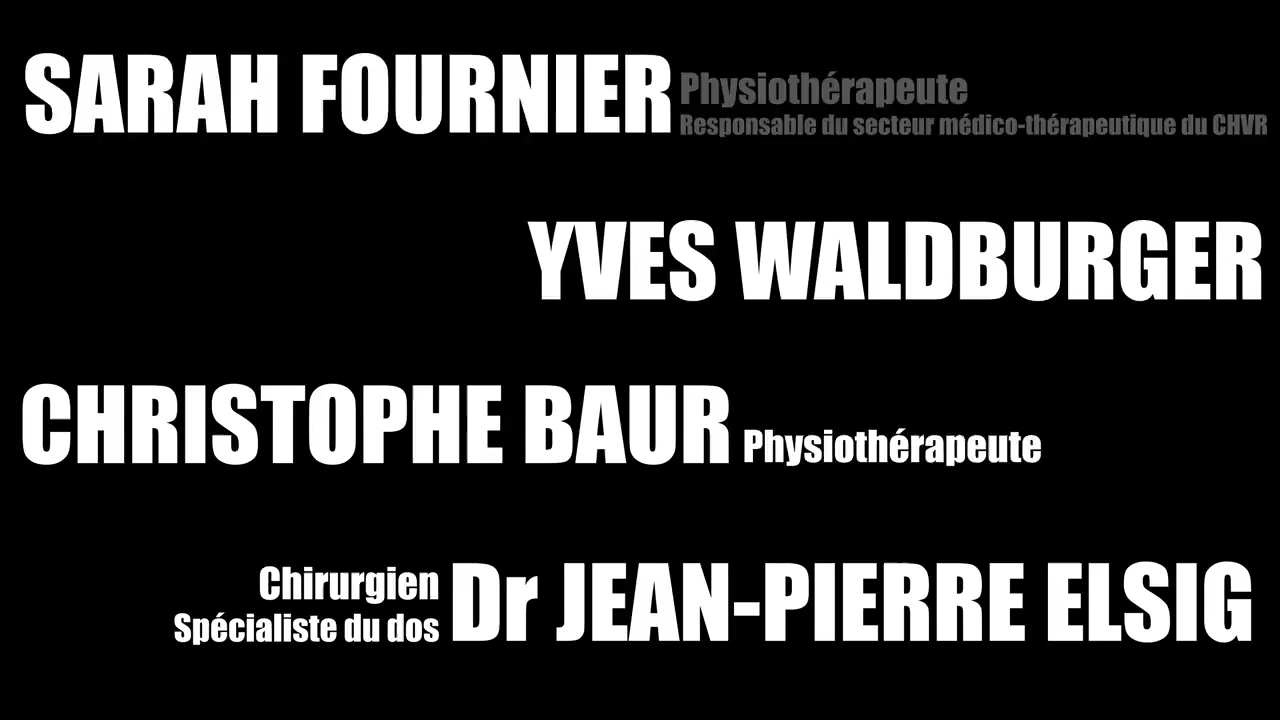 SARAH FOURNIER Physiothérapeute
Responsable du secteur médico-thérapeutique du CHVR
YVES WALDBURGER
CHRISTOPHE BAUR Physiothérapeute
Chirurgien
Spécialiste du dos Dr JEAN-PIERRE ELSIG